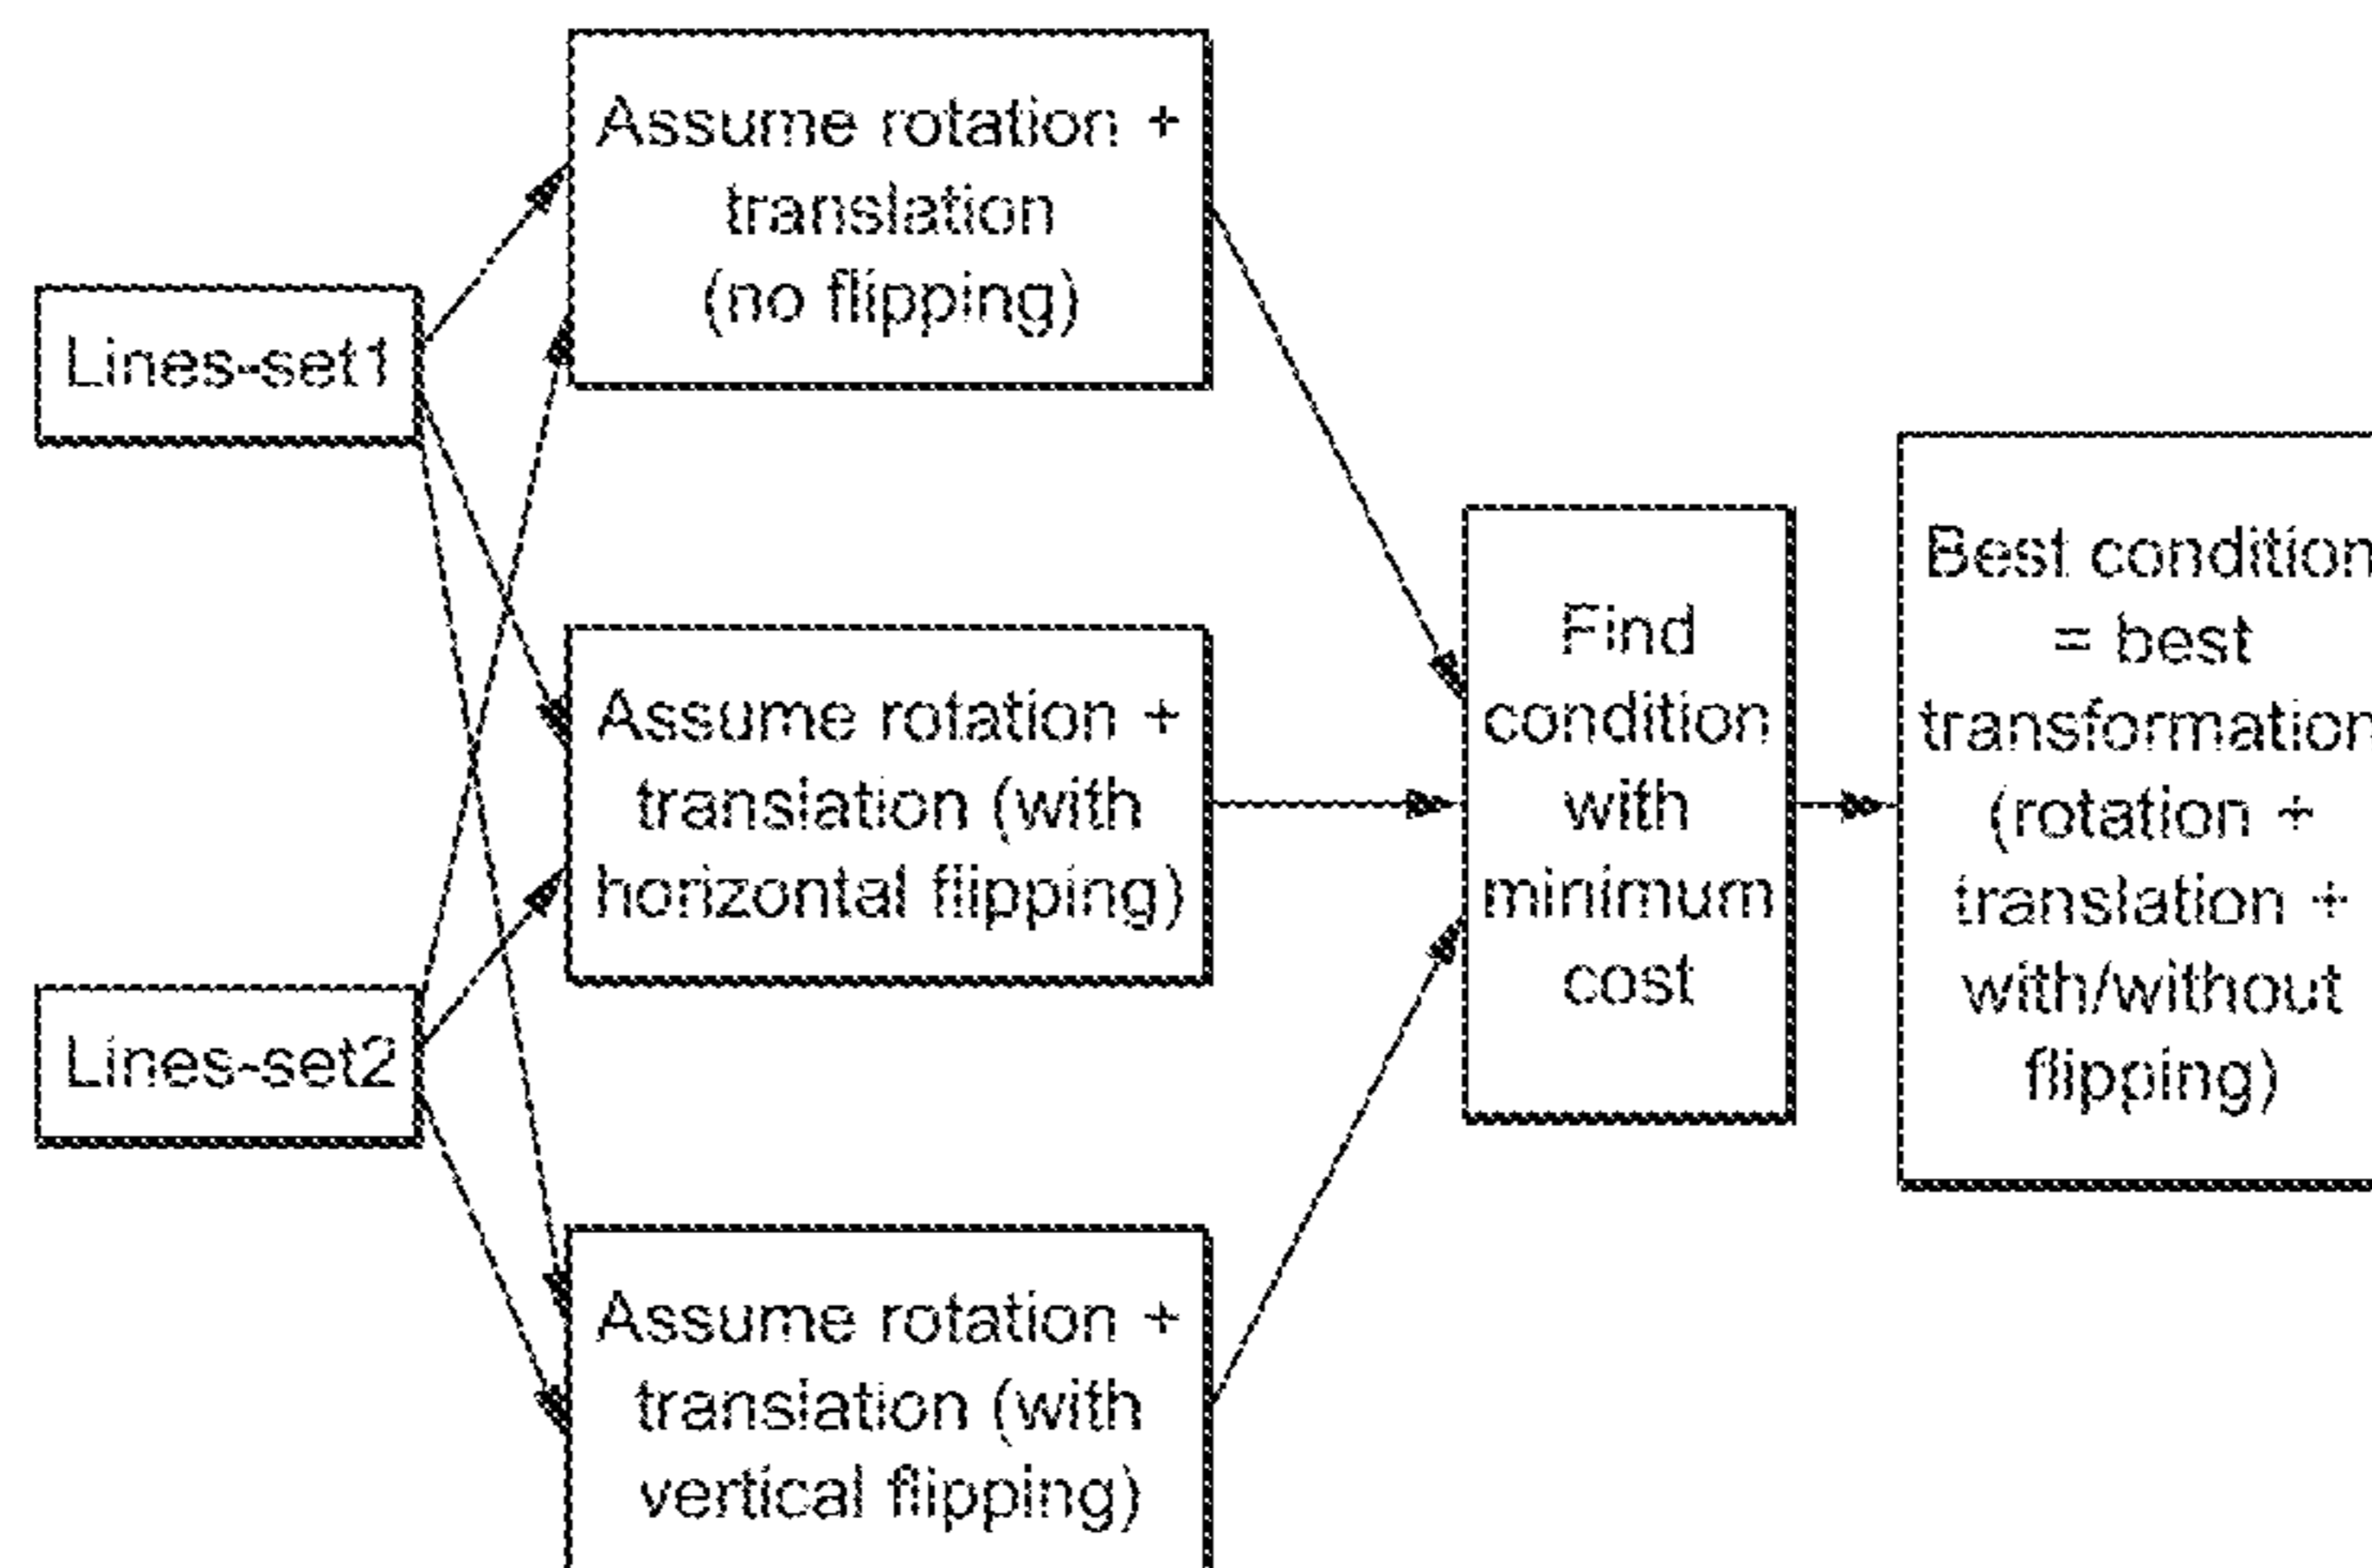 Assume rotation +
translation
(no flipping)
Lines-set1
Assume rotation +
translation (with
horizontal flipping)
Lines-set2
Assume rotation +
translation (with
vertical flipping)
Find
condition
with
minimum
cost
Best condition
= best
transformation
(rotation +
translation +
with/without
flipping)